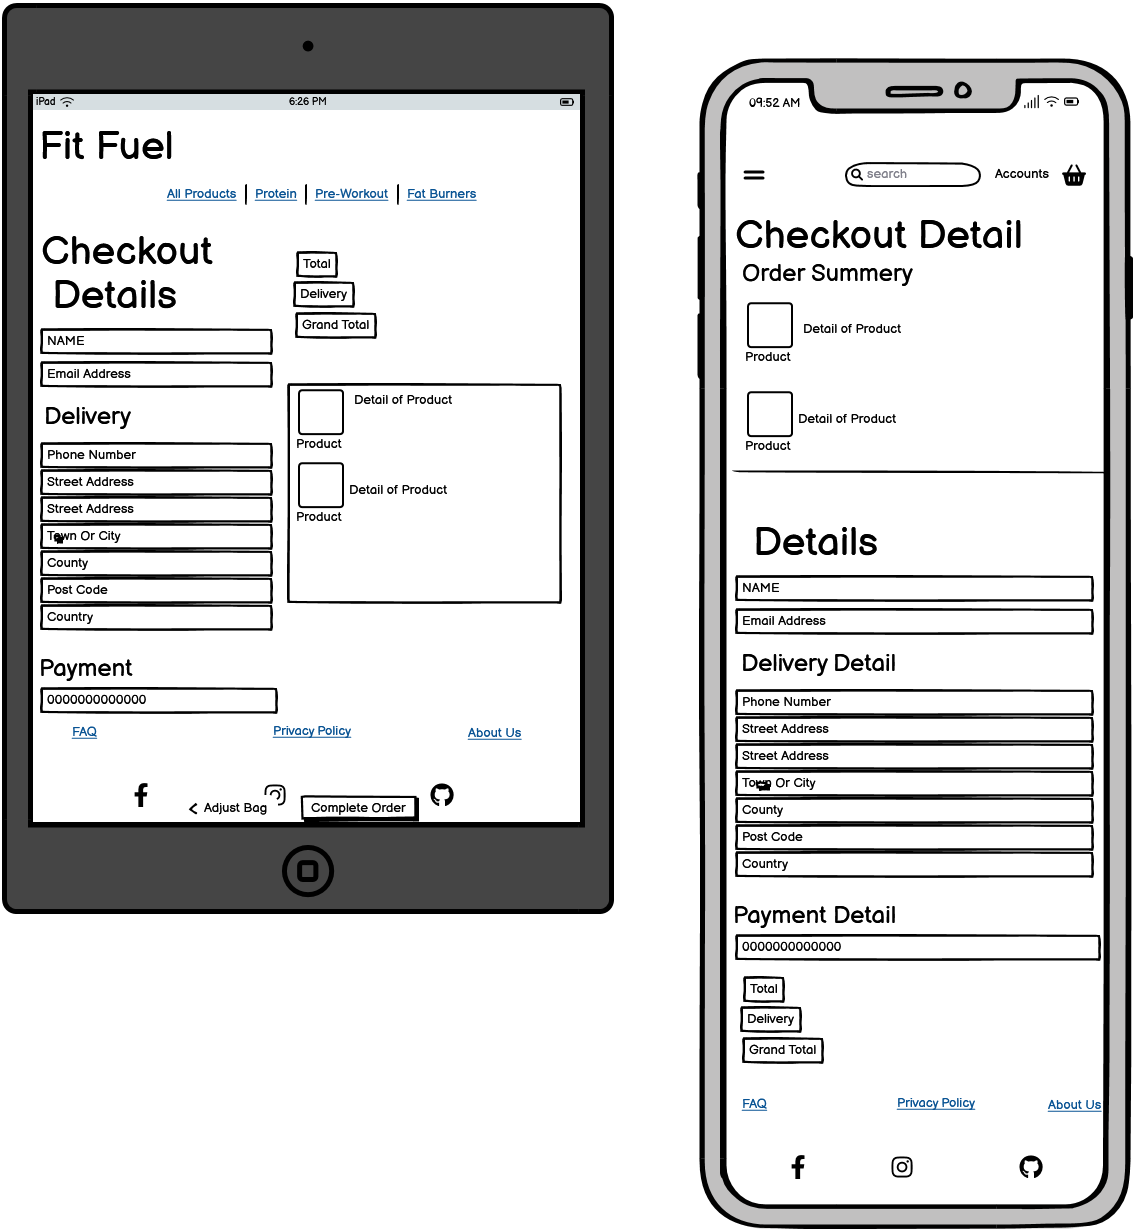 iPad
6:26 PM
Fit Fuel
All Products | Protein | Pre-Workout | Fat Burners
Checkout
Details
NAME
Email Address
Delivery
Phone Number
Street Address
Street Address
Town Or City
County
Post Code
Country
Payment
0000000000000
Total
Delivery
Grand Total
Detail of Product
Product
Detail of Product
Product
FAQ
Privacy Policy
About Us
Adjust Bag
Complete Order
09:52 AM
search
Accounts
Checkout Detail
Order Summery
Detail of Product
Product
Detail of Product
Product
Details
NAME
Email Address
Delivery Detail
Phone Number
Street Address
Street Address
Town Or City
County
Post Code
Country
Payment Detail
0000000000000
Total
Delivery
Grand Total
FAQ
Privacy Policy
About Us